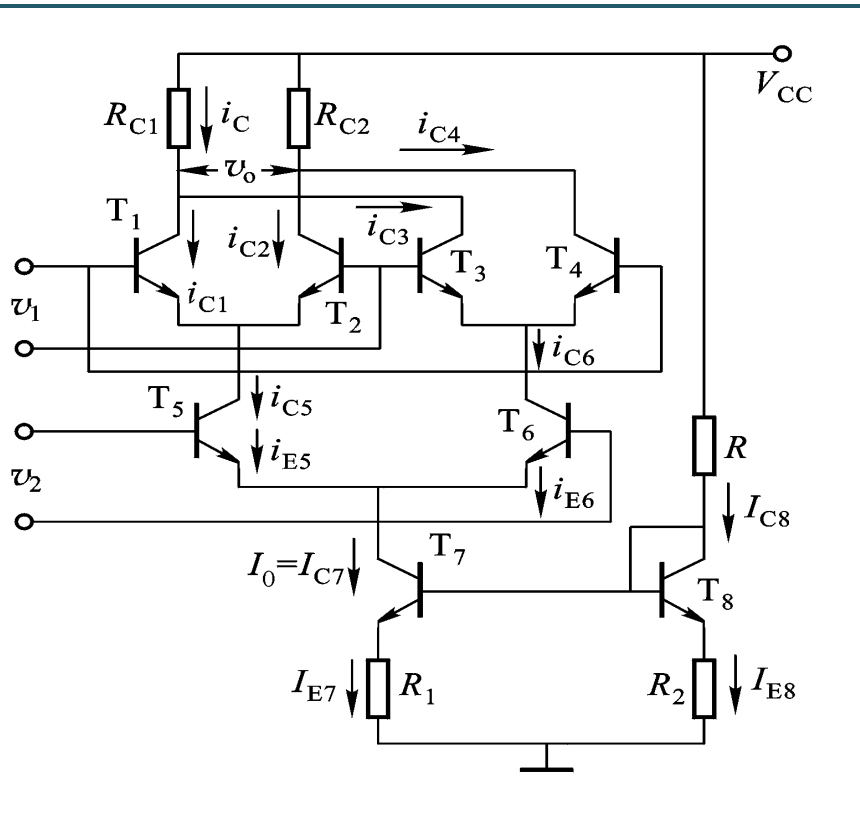 V_CC
R_C1
i_C
R_C2
i_C4
v_o
T_1
i_C2
i_C3
T_3
T_4
i_C1
T_2
v_1
i_C6
T_5
i_C5
T_6
R
i_E5
v_2
i_E6
I_C8
T_7
I_0=I_C7
T_8
I_E7
R_1
R_2
I_E8